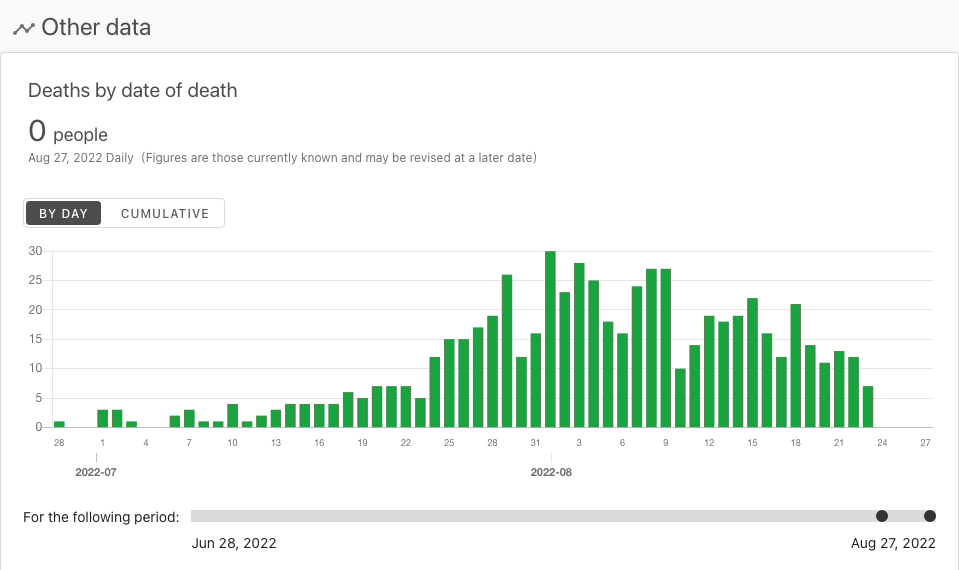 Other data
Deaths by date of death
0 people
Aug 27, 2022 Daily (Figures are those currently known and may be revised at a later date)
BY DAY CUMULATIVE
30
25
20
15
10
5
0
28 1 4 7 10 13 16 19 22 25 28 31 3 6 9 12 15 18 21 24 27
2022-07 2022-08
For the following period:
Jun 28, 2022 Aug 27, 2022